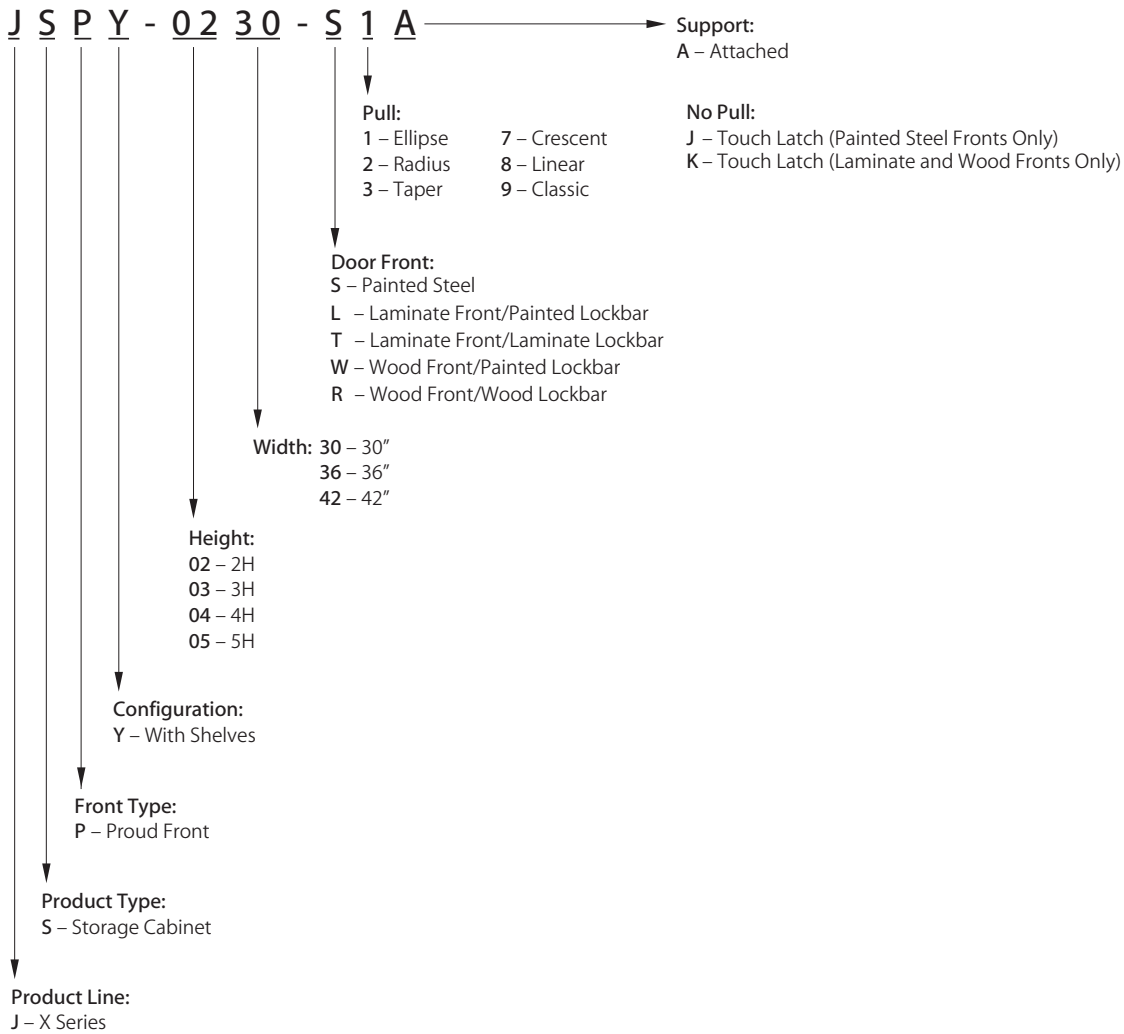 J S P Y - 0 2 3 0 - S 1 A
Support:
A – Attached
Pull:
1 – Ellipse
2 – Radius
3 – Taper
7 – Crescent
8 – Linear
9 – Classic
No Pull:
J – Touch Latch (Painted Steel Fronts Only)
K – Touch Latch (Laminate and Wood Fronts Only)
Door Front:
S – Painted Steel
L – Laminate Front/Painted Lockbar
T – Laminate Front/Laminate Lockbar
W – Wood Front/Painted Lockbar
R – Wood Front/Wood Lockbar
Width: 30 – 30″
36 – 36″
42 – 42″
Height:
02 – 2H
03 – 3H
04 – 4H
05 – 5H
Configuration:
Y – With Shelves
Front Type:
P – Proud Front
Product Type:
S – Storage Cabinet
Product Line:
J – X Series